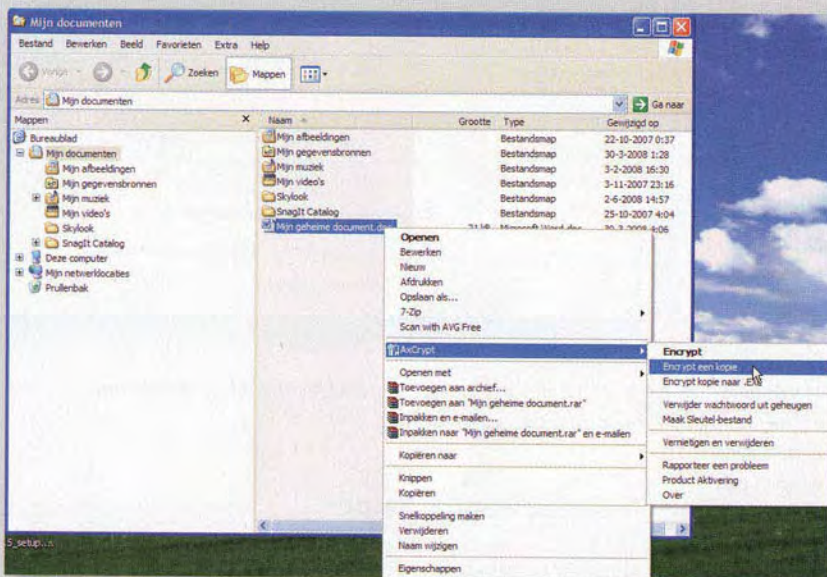 Mijn documenten
Bestand Bewerken Beeld Favorieten Extra Help
Vorige Zoeken Mappen
Adres Mijn documenten Ga naar
Mappen X Naam Grootte Type Gewijzigd op
Bureaublad
Mijn documenten
Mijn afbeeldingen
Mijn gegevensbronnen
Mijn muziek
Mijn video's
Skylook
SnagIt Catalog
Deze computer
Mijn netwerklocaties
Prullenbak
Mijn afbeeldingen Bestandsmap 22-10-2007 0:37
Mijn gegevensbronnen Bestandsmap 30-3-2008 1:28
Mijn muziek Bestandsmap 3-2-2008 16:30
Mijn video's Bestandsmap 3-11-2007 23:16
Skylook Bestandsmap 2-6-2008 14:57
SnagIt Catalog Bestandsmap 25-10-2007 4:04
Mijn geheime document.doc Microsoft Word-doc 4:06
Openen
Bewerken
Nieuw
Afdrukken
Opslaan als...
7-Zip
Scan with AVG Free
AxCrypt
Openen met
Toevoegen aan archief...
Toevoegen aan "Mijn geheime document.rar"
Inpakken en e-mailen...
Inpakken naar "Mijn geheime document.rar" en e-mailen
Kopiëren naar
Knippen
Kopiëren
Snelkoppeling maken
Verwijderen
Naam wijzigen
Eigenschappen
Encrypt
Encrypt een kopie
Encrypt kopie naar .EXE
Verwijder wachtwoord uit geheugen
Maak Sleutel-bestand
Vernietigen en verwijderen
Rapporteer een probleem
Product Aktivering
Over
5_setup...